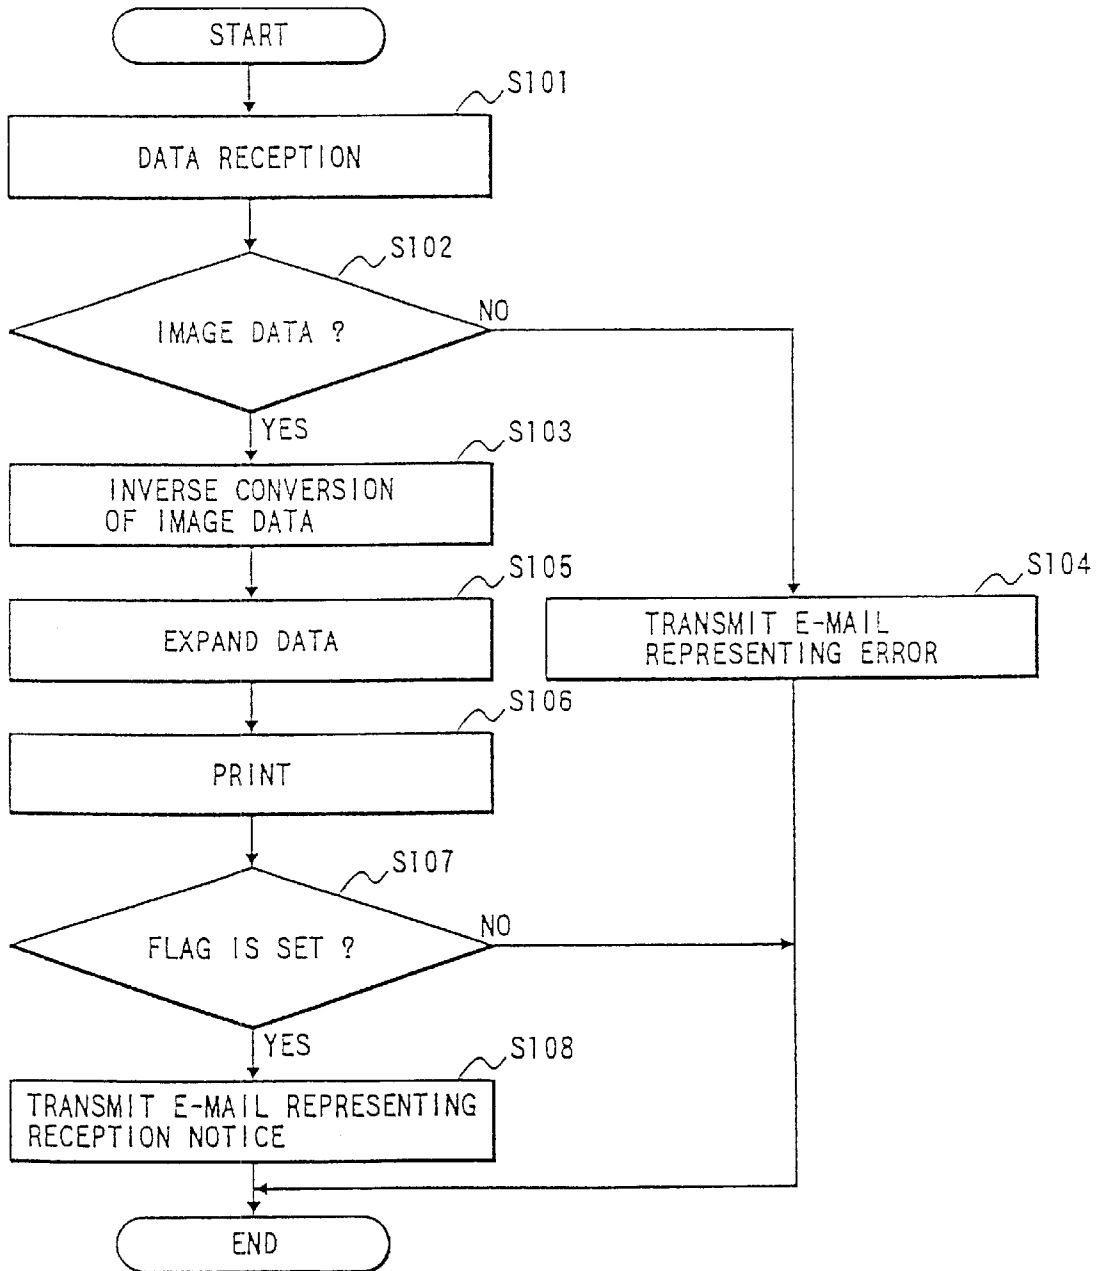 START
S101
DATA RECEPTION
S102
IMAGE DATA ?
NO
YES
S103
INVERSE CONVERSION
OF IMAGE DATA
S105
EXPAND DATA
S104
TRANSMIT E-MAIL
REPRESENTING ERROR
S106
PRINT
S107
FLAG IS SET ?
NO
YES
S108
TRANSMIT E-MAIL REPRESENTING
RECEPTION NOTICE
END